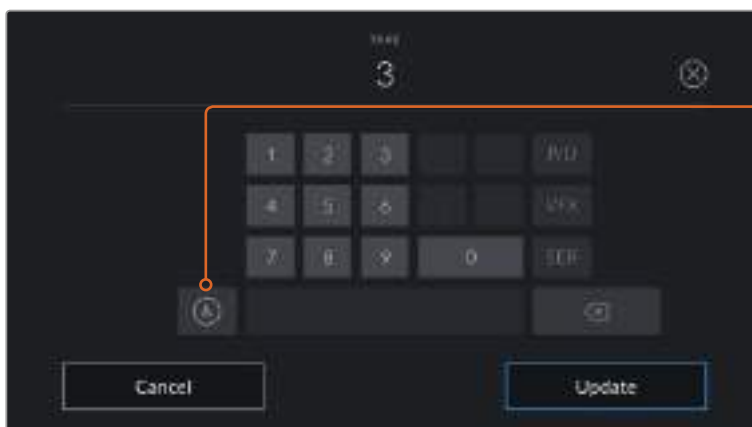 TAKE
3
1 2 3 P/U
4 5 6 VFX
7 8 9 0 SER
A
Cancel Update